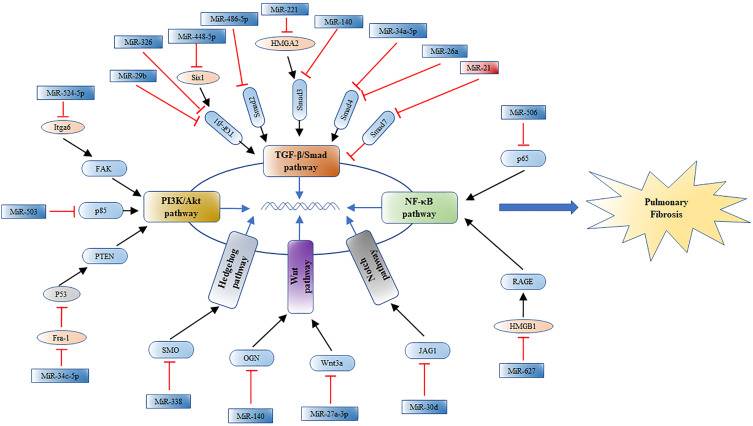 MiR-221
MiR-486-5p
MiR-140
MiR-448-5p
MiR-34a-5p
MiR-326
HMGA2
MiR-26a
MiR-21
MiR-29b
Six1
Smad3
MiR-524-5p
Smad2
Smad4
TGF-β1
Smad7
MiR-506
Itga6
TGF-β/Smad
pathway
p65
FAK
PI3K/Akt
pathway
NF-κB
pathway
Pulmonary
Fibrosis
MiR-503
p85
PTEN
Hedgehog
pathway
Wnt
pathway
Notch
pathway
RAGE
P53
HMGB1
Fra-1
SMO
OGN
Wnt3a
JAG1
MiR-627
MiR-34c-5p
MiR-338
MiR-140
MiR-27a-3p
MiR-30d